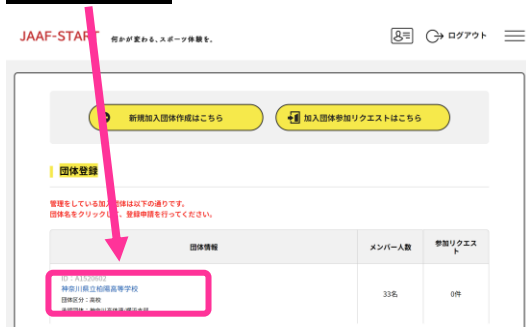 JAAF-START 何かが変わる、スポーツ体験を。
ログアウト
新規加入団体作成はこちら
加入団体参加リクエストはこちら
団体登録
管理をしている加入団体は以下の通りです。
団体名をクリックして、登録申請を行ってください。
団体情報 メンバー人数 参加リクエスト
ID：A1520602
神奈川県立柏陽高等学校
団体区分：高校
33名 0件